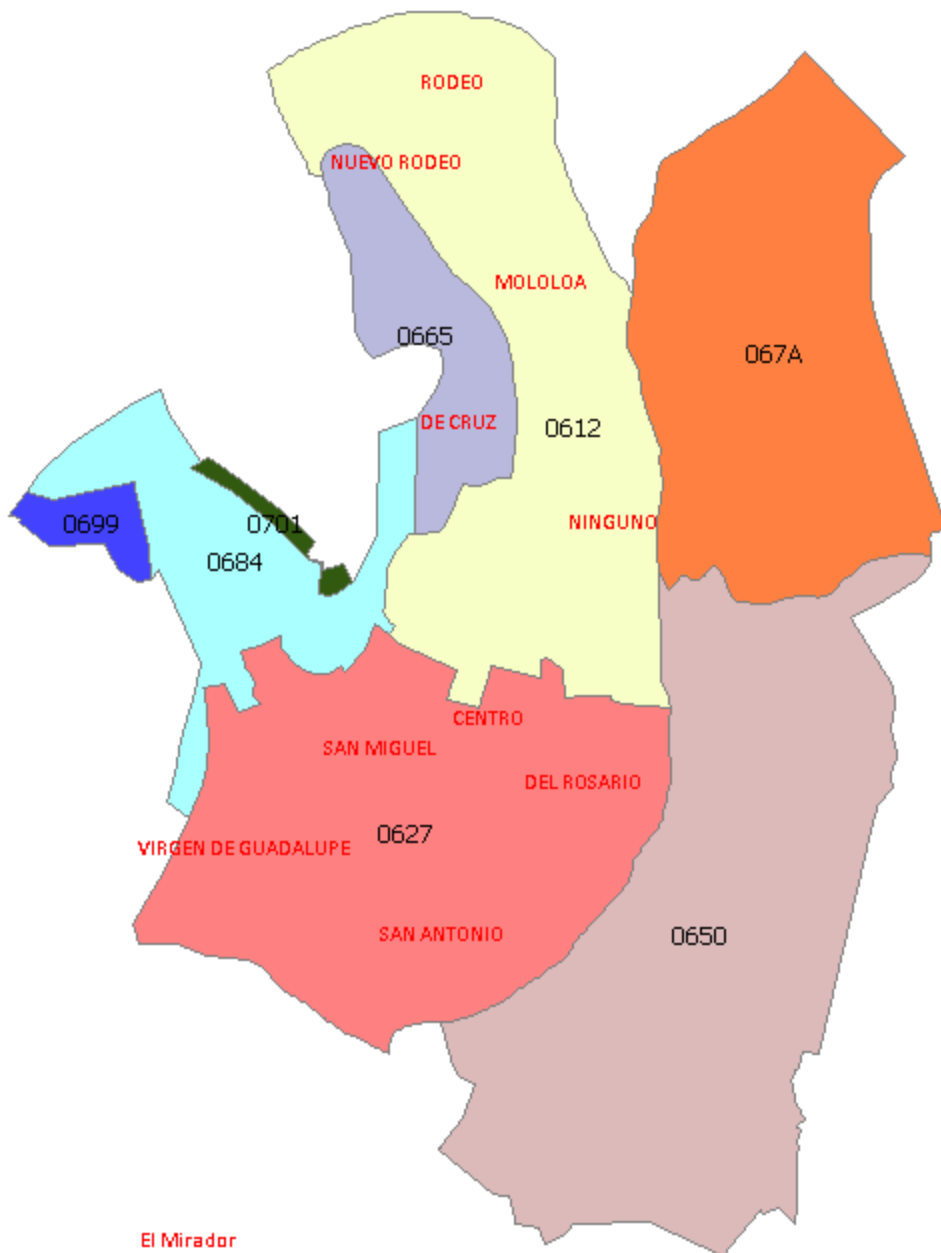 RODEO
NUEVO RODEO
MOLOLOA
0665
067A
DE CRUZ
0612
0699
0701
NINGUNO
0684
CENTRO
SAN MIGUEL
DEL ROSARIO
0627
VIRGEN DE GUADALUPE
SAN ANTONIO
0650
El Mirador